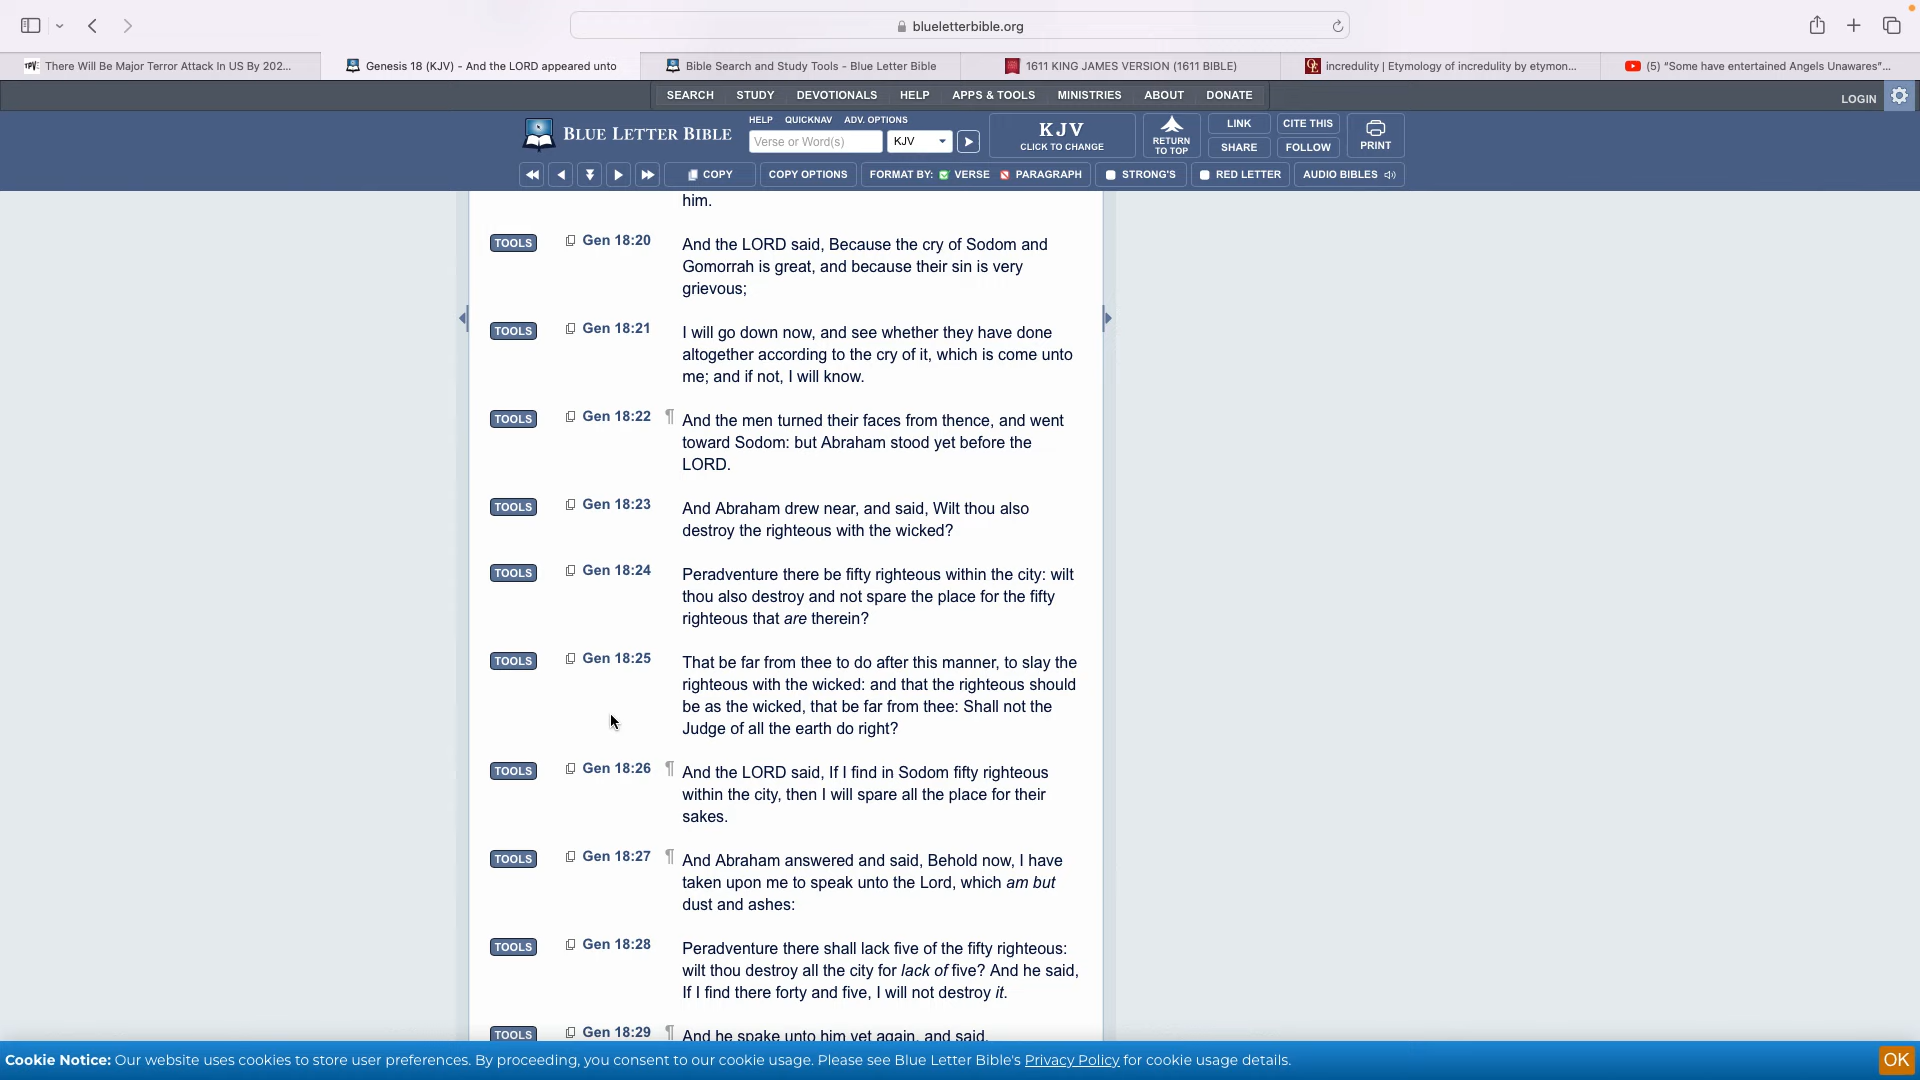 blueletterbible.org
There Will Be Major Terror Attack In US By 202...
Genesis 18 (KJV) - And the LORD appeared unto
Bible Search and Study Tools - Blue Letter Bible
1611 KING JAMES VERSION (1611 BIBLE)
incredulity | Etymology of incredulity by etymon...
(5) "Some have entertained Angels Unawares"...
SEARCH STUDY DEVOTIONALS HELP APPS & TOOLS MINISTRIES ABOUT DONATE
LOGIN
BLUE LETTER BIBLE
HELP QUICKNAV ADV. OPTIONS
Verse or Word(s) KJV
KJV
CLICK TO CHANGE
RETURN
TO TOP
LINK CITE THIS
SHARE FOLLOW
PRINT
COPY COPY OPTIONS FORMAT BY: VERSE PARAGRAPH STRONG'S RED LETTER AUDIO BIBLES
him.
TOOLS Gen 18:20 And the LORD said, Because the cry of Sodom and
Gomorrah is great, and because their sin is very
grievous;
TOOLS Gen 18:21 I will go down now, and see whether they have done
altogether according to the cry of it, which is come unto
me; and if not, I will know.
TOOLS Gen 18:22 ¶ And the men turned their faces from thence, and went
toward Sodom: but Abraham stood yet before the
LORD.
TOOLS Gen 18:23 And Abraham drew near, and said, Wilt thou also
destroy the righteous with the wicked?
TOOLS Gen 18:24 Peradventure there be fifty righteous within the city: wilt
thou also destroy and not spare the place for the fifty
righteous that are therein?
TOOLS Gen 18:25 That be far from thee to do after this manner, to slay the
righteous with the wicked: and that the righteous should
be as the wicked, that be far from thee: Shall not the
Judge of all the earth do right?
TOOLS Gen 18:26 ¶ And the LORD said, If I find in Sodom fifty righteous
within the city, then I will spare all the place for their
sakes.
TOOLS Gen 18:27 ¶ And Abraham answered and said, Behold now, I have
taken upon me to speak unto the Lord, which am but
dust and ashes:
TOOLS Gen 18:28 Peradventure there shall lack five of the fifty righteous:
wilt thou destroy all the city for lack of five? And he said,
If I find there forty and five, I will not destroy it.
TOOLS Gen 18:29 ¶ And he spake unto him yet again, and said,
Cookie Notice: Our website uses cookies to store user preferences. By proceeding, you consent to our cookie usage. Please see Blue Letter Bible's Privacy Policy for cookie usage details.
OK